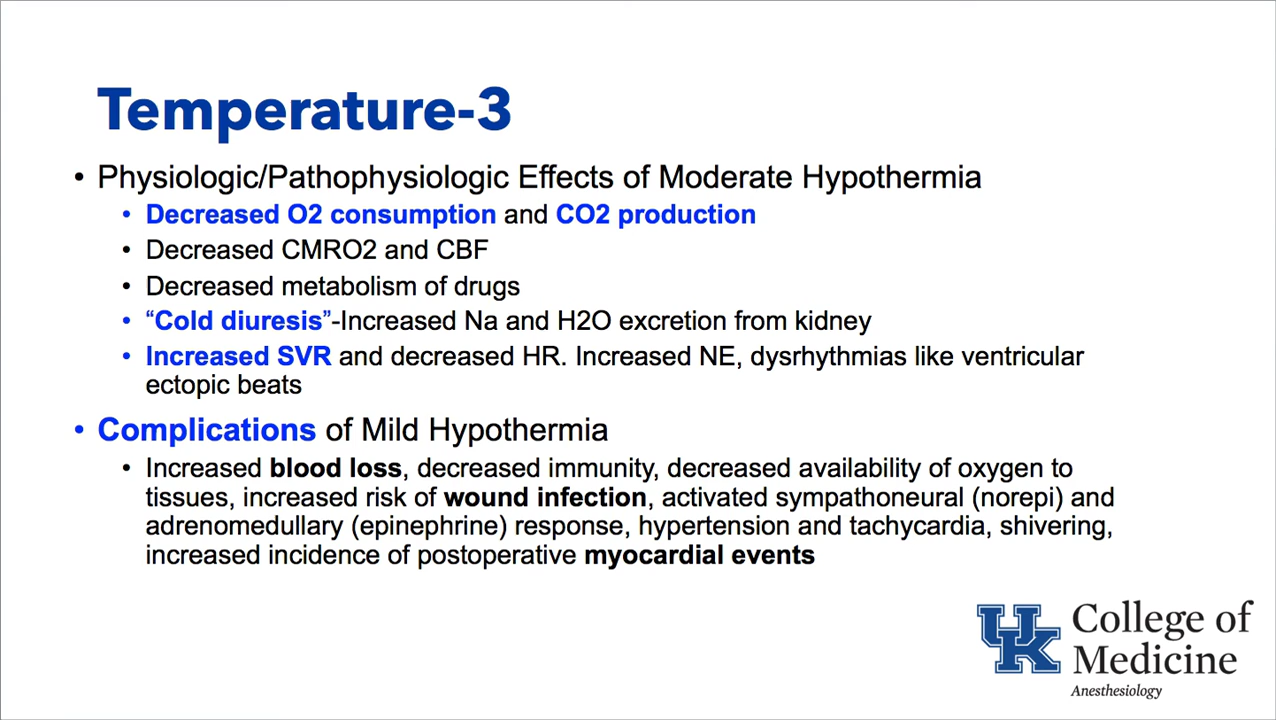 Temperature-3
• Physiologic/Pathophysiologic Effects of Moderate Hypothermia
• Decreased O2 consumption and CO2 production
• Decreased CMRO2 and CBF
• Decreased metabolism of drugs
• “Cold diuresis”-Increased Na and H2O excretion from kidney
• Increased SVR and decreased HR. Increased NE, dysrhythmias like ventricular
ectopic beats
• Complications of Mild Hypothermia
• Increased blood loss, decreased immunity, decreased availability of oxygen to
tissues, increased risk of wound infection, activated sympathoneural (norepi) and
adrenomedullary (epinephrine) response, hypertension and tachycardia, shivering,
increased incidence of postoperative myocardial events
UK
College of
Medicine
Anesthesiology